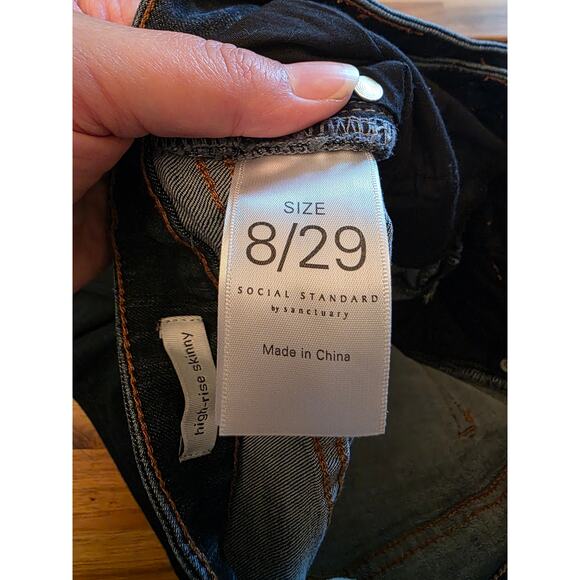 SIZE
8/29
SOCIAL STANDARD
by sanctuary
Made in China
high-rise skinny